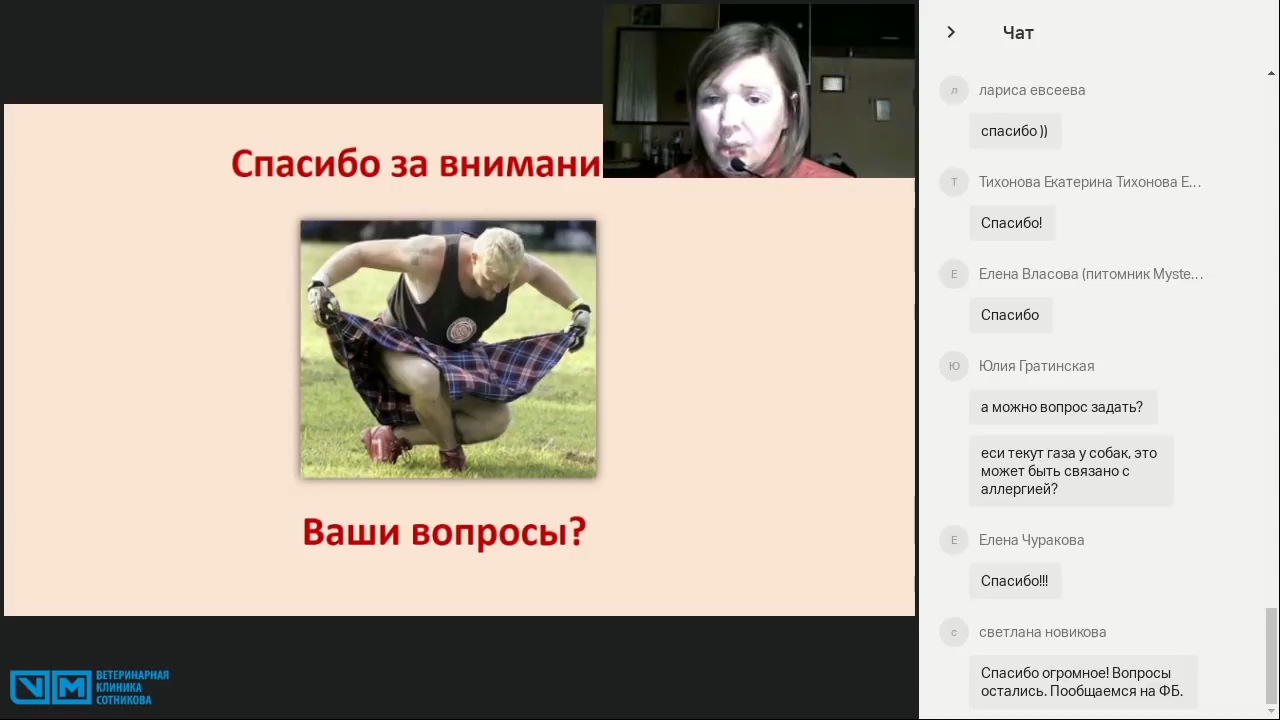 Спасибо за внимани
Ваши вопросы?
ВЕТЕРИНАРНАЯ
КЛИНИКА
СОТНИКОВА
Чат
л
лариса евсеева
спасибо ))
Т
Тихонова Екатерина Тихонова Е...
Спасибо!
Е
Елена Власова (питомник Myste...
Спасибо
Ю
Юлия Гратинская
а можно вопрос задать?
еси текут газа у собак, это
может быть связано с
аллергией?
Е
Елена Чуракова
Спасибо!!!
с
светлана новикова
Спасибо огромное! Вопросы
остались. Пообщаемся на ФБ.